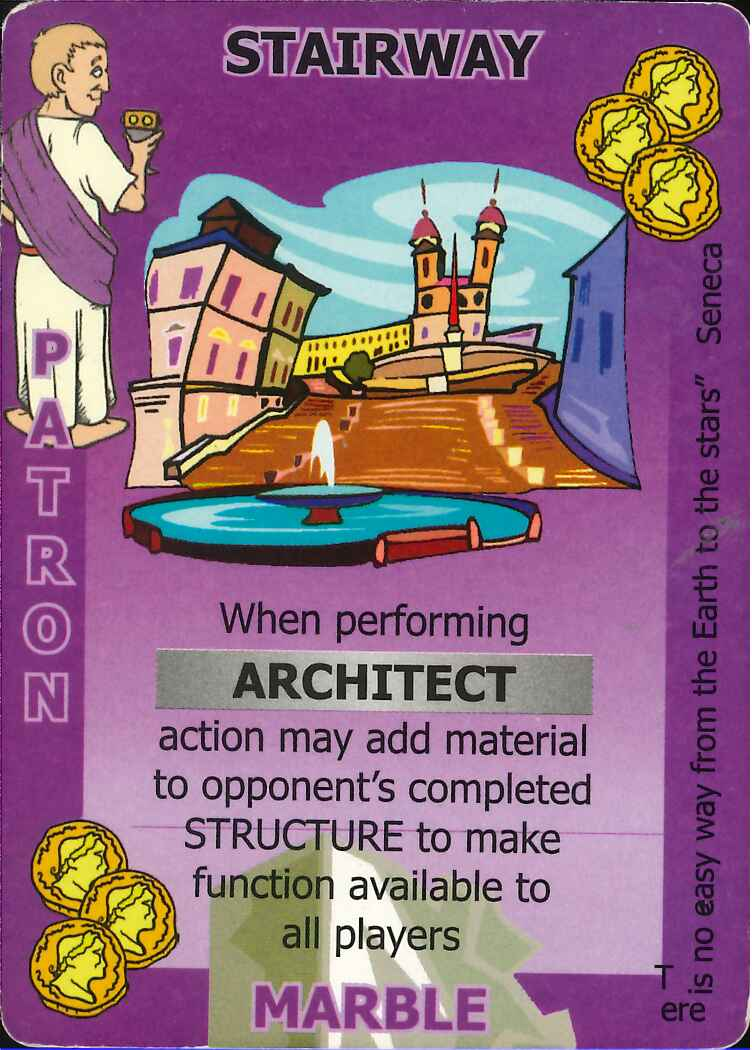 STAIRWAY
PATRON
When performing
ARCHITECT
action may add material
to opponent's completed
STRUCTURE to make
function available to
all players
MARBLE
T
ere is no easy way from the Earth to the stars" Seneca